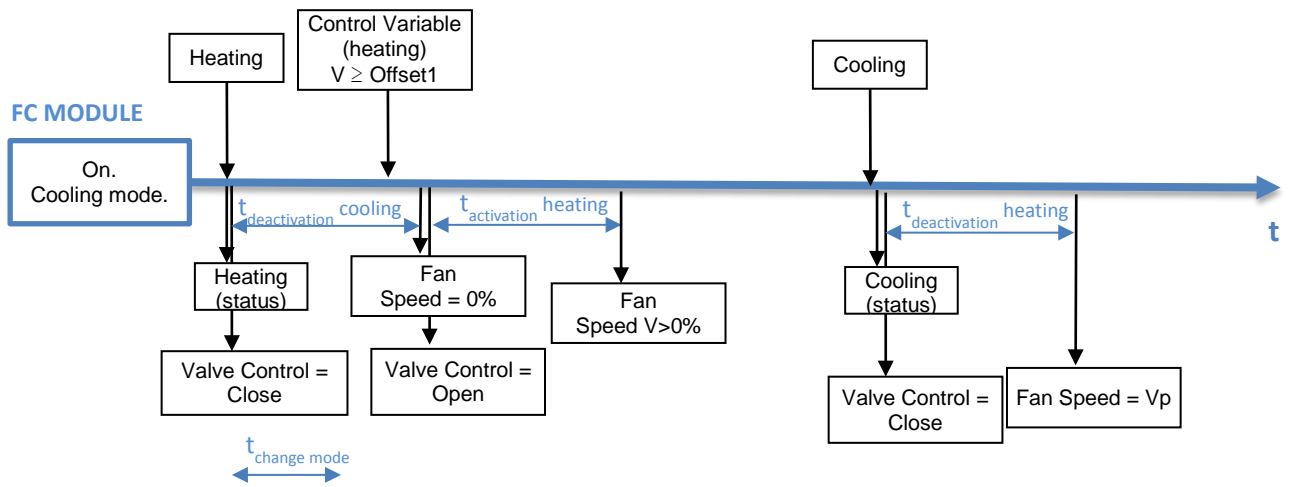 Control Variable
(heating)
V ≥ Offset1
Heating
Cooling
FC MODULE
On.
Cooling mode.
t deactivation cooling
t activation heating
t deactivation heating
t
Heating
(status)
Fan
Speed = 0%
Fan
Speed V>0%
Cooling
(status)
Valve Control =
Close
Valve Control =
Open
Valve Control =
Close
Fan Speed = Vp
t change mode